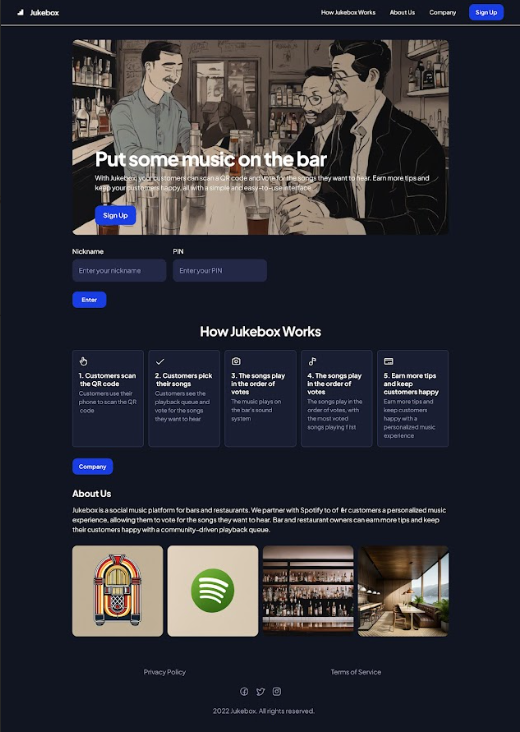 Jukebox
How Jukebox Works
About Us
Company
Sign Up
Put some music on the bar
With Jukebox, your customers can scan a QR code and vote for the songs they want to hear. Earn more tips and
keep your customers happy, all with a simple and easy-to-use interface.
Sign Up
Nickname
PIN
Enter your nickname
Enter your PIN
Enter
How Jukebox Works
1. Customers scan
the QR code
Customers use their
phone to scan the QR
code
2. Customers pick
their songs
Customers see the
playback queue and
vote for the songs
they want to hear
3. The songs play
in the order of
votes
The music plays on
the bar's sound
system
4. The songs play
in the order of
votes
The songs play in the
order of votes, with
the most voted
songs playing first
5. Earn more tips
and keep
customers happy
Earn more tips and
keep customers
happy with a
personalized music
experience
Company
About Us
Jukebox is a social music platform for bars and restaurants. We partner with Spotify to offer customers a personalized music
experience, allowing them to vote for the songs they want to hear. Bar and restaurant owners can earn more tips and keep
their customers happy with a community-driven playback queue.
Privacy Policy
Terms of Service
2022 Jukebox. All rights reserved.